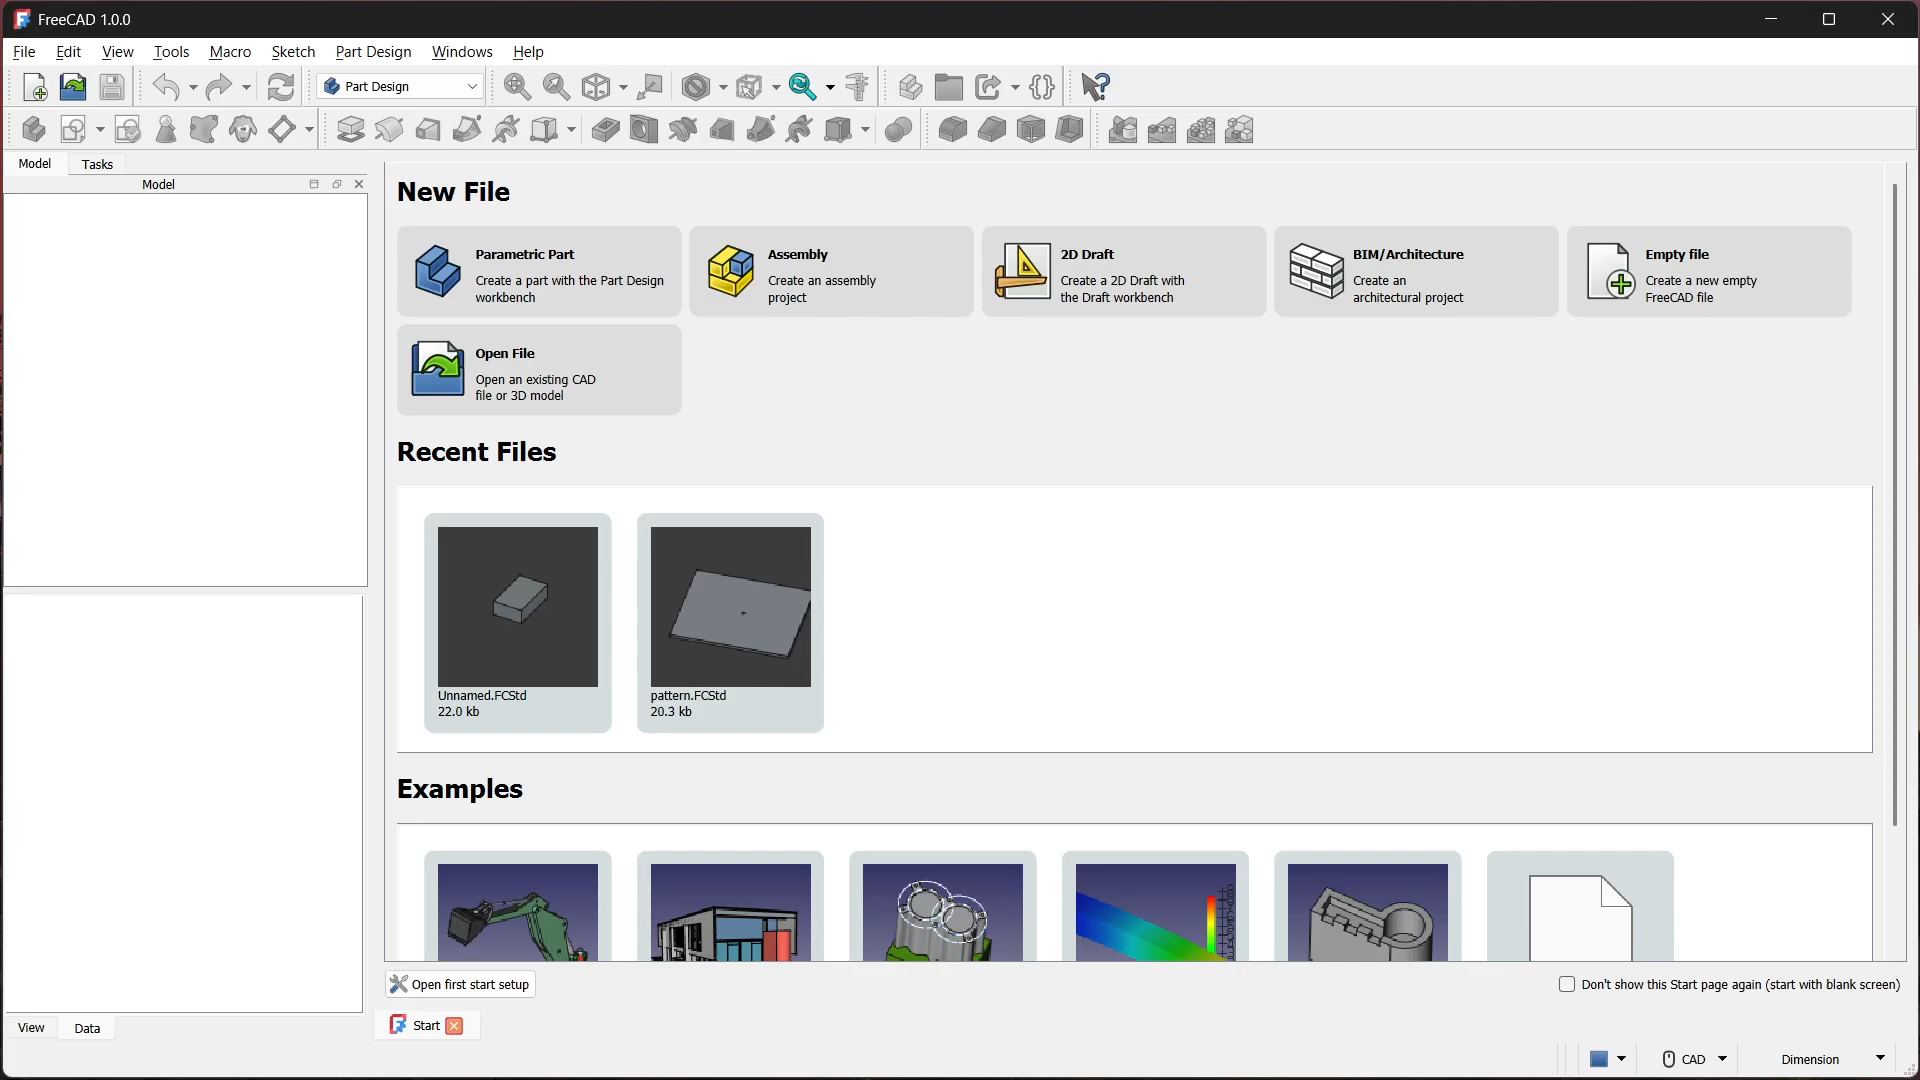 FreeCAD 1.0.0
File Edit View Tools Macro Sketch Part Design Windows Help
Part Design
Model Tasks
Model
New File
Parametric Part
Create a part with the Part Design
workbench
Assembly
Create an assembly
project
2D Draft
Create a 2D Draft with
the Draft workbench
BIM/Architecture
Create an
architectural project
Empty file
Create a new empty
FreeCAD file
Open File
Open an existing CAD
file or 3D model
Recent Files
Unnamed.FCStd
22.0 kb
pattern.FCStd
20.3 kb
Examples
Open first start setup
Don't show this Start page again (start with blank screen)
View Data
Start
CAD
Dimension